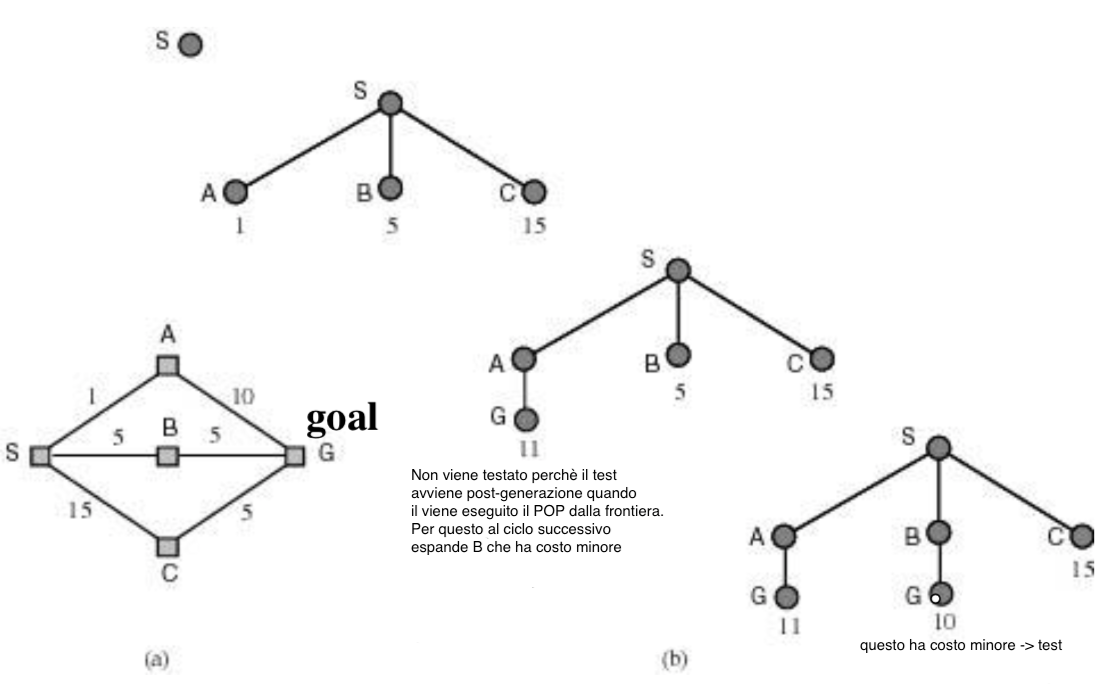 S
S
A
B
C
1
5
15
S
A
B
C
5
15
G
11
Non viene testato perchè il test
avviene post-generazione quando
il viene eseguito il POP dalla frontiera.
Per questo al ciclo successivo
espande B che ha costo minore
A
1
10
goal
B
S
5
5
G
15
5
C
(a)
S
A
B
C
15
G
G
11
10
questo ha costo minore -> test
(b)